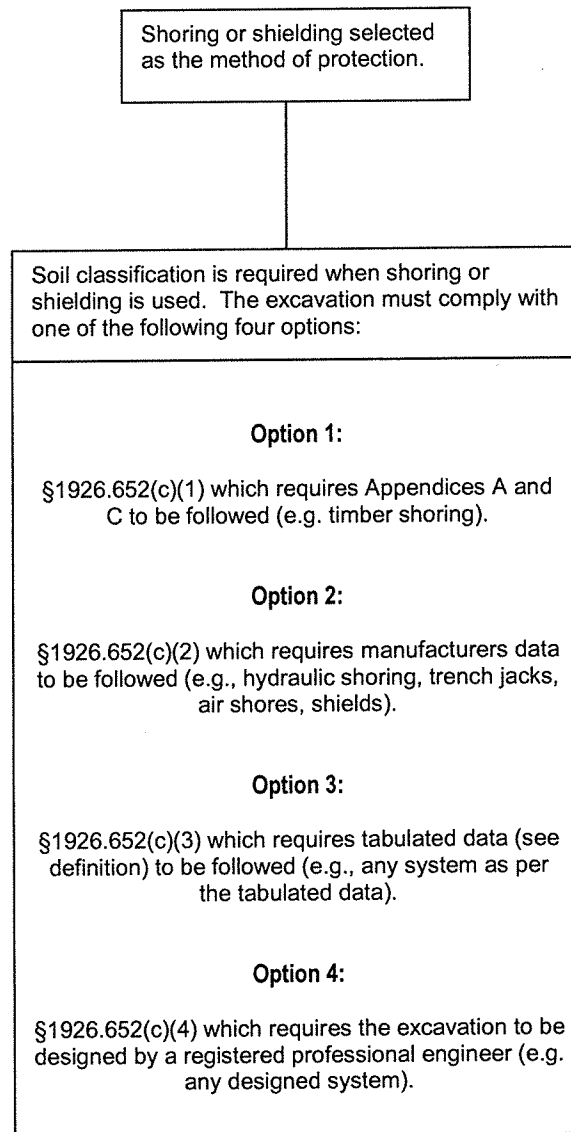 Shoring or shielding selected
as the method of protection.
Soil classification is required when shoring or
shielding is used. The excavation must comply with
one of the following four options:
Option 1:
§1926.652(c)(1) which requires Appendices A and
C to be followed (e.g. timber shoring).
Option 2:
§1926.652(c)(2) which requires manufacturers data
to be followed (e.g., hydraulic shoring, trench jacks,
air shores, shields).
Option 3:
§1926.652(c)(3) which requires tabulated data (see
definition) to be followed (e.g., any system as per
the tabulated data).
Option 4:
§1926.652(c)(4) which requires the excavation to be
designed by a registered professional engineer (e.g.
any designed system).